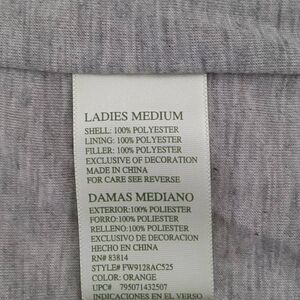 LADIES MEDIUM
SHELL: 100% POLYESTER
LINING: 100% POLYESTER
FILLER: 100% POLYESTER
EXCLUSIVE OF DECORATION
MADE IN CHINA
FOR CARE SEE REVERSE
DAMAS MEDIANO
EXTERIOR:100% POLIESTER
FORRO:100% POLIESTER
RELLENO:100% POLIESTER
EXCLUSIVO DE DECORACION
HECHO EN CHINA
RN# 83814
STYLE# FW9128AC525
COLOR: ORANGE
UPC# 795071432507
INDICACIONES EN EL VERSO